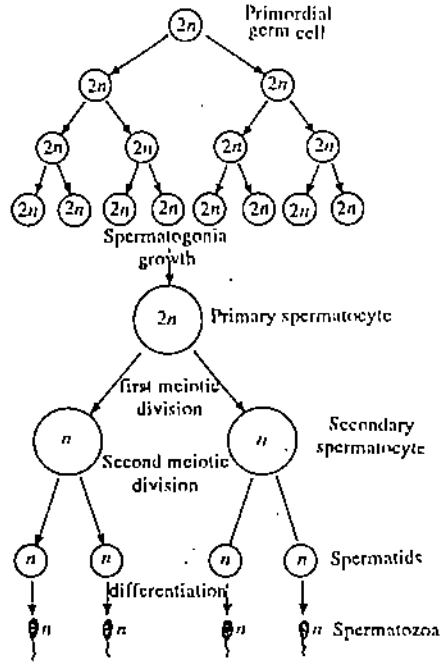 Primordial
germ cell
2n
2n 2n
2n 2n 2n 2n
2n 2n 2n 2n 2n 2n 2n 2n
Spermatogonia
growth
2n Primary spermatocyte
first meiotic
division
n n
Secondary
spermatocyte
Second meiotic
division
n n n n Spermatids
differentiation
n n n n Spermatozoa